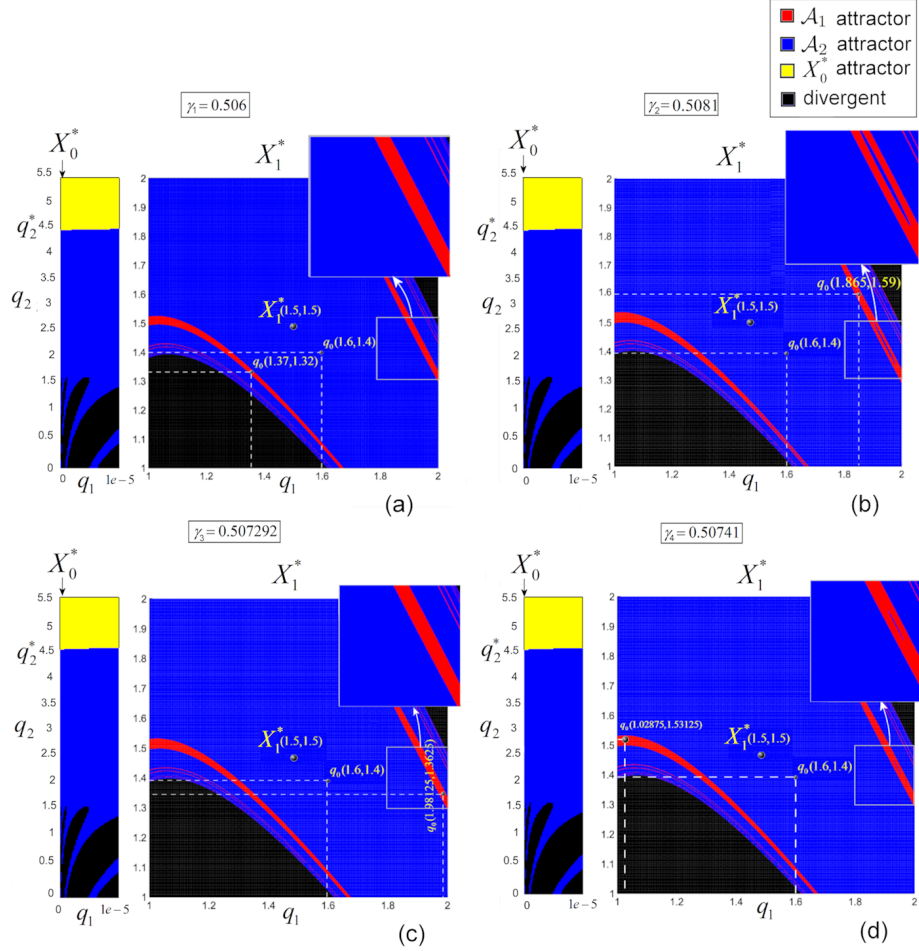 A₁ attractor
A₂ attractor
X₀* attractor
divergent
γ₁ = 0.506
X₀*
X₁*
5.5
5
q₂*
4.5
4
3.5
3
q₂
2.5
2
1.5
1
0.5
0
0
1e−5
q₁
2
1.9
1.8
1.7
1.6
1.5
1.4
1.3
1.2
1.1
1
X₁*(1.5,1.5)
q₀(1.6,1.4)
q₀(1.37,1.32)
1
1.2
1.4
1.6
1.8
2
q₁
(a)
γ₂ = 0.5081
X₀*
X₁*
5.5
5
q₂*
4.5
4
3.5
3
q₂
2.5
2
1.5
1
0.5
0
0
1e−5
q₁
2
1.9
1.8
1.7
1.6
1.5
1.4
1.3
1.2
1.1
1
q₀(1.865,1.59)
X₁*(1.5,1.5)
q₀(1.6,1.4)
1
1.2
1.4
1.6
1.8
2
q₁
(b)
γ₃ = 0.507292
X₀*
X₁*
5.5
5
q₂*
4.5
4
3.5
3
q₂
2.5
2
1.5
1
0.5
0
0
1e−5
q₁
2
1.9
1.8
1.7
1.6
1.5
1.4
1.3
1.2
1.1
1
X₁*(1.5,1.5)
q₀(1.6,1.4)
q₀(1.98125,1.3625)
1
1.2
1.4
1.6
1.8
2
q₁
(c)
γ₄ = 0.50741
X₀*
X₁*
5.5
5
q₂*
4.5
4
3.5
3
q₂
2.5
2
1.5
1
0.5
0
0
1e−5
q₁
2
1.9
1.8
1.7
1.6
1.5
1.4
1.3
1.2
1.1
1
q₀(1.02875,1.53125)
X₁*(1.5,1.5)
q₀(1.6,1.4)
1
1.2
1.4
1.6
1.8
2
q₁
(d)